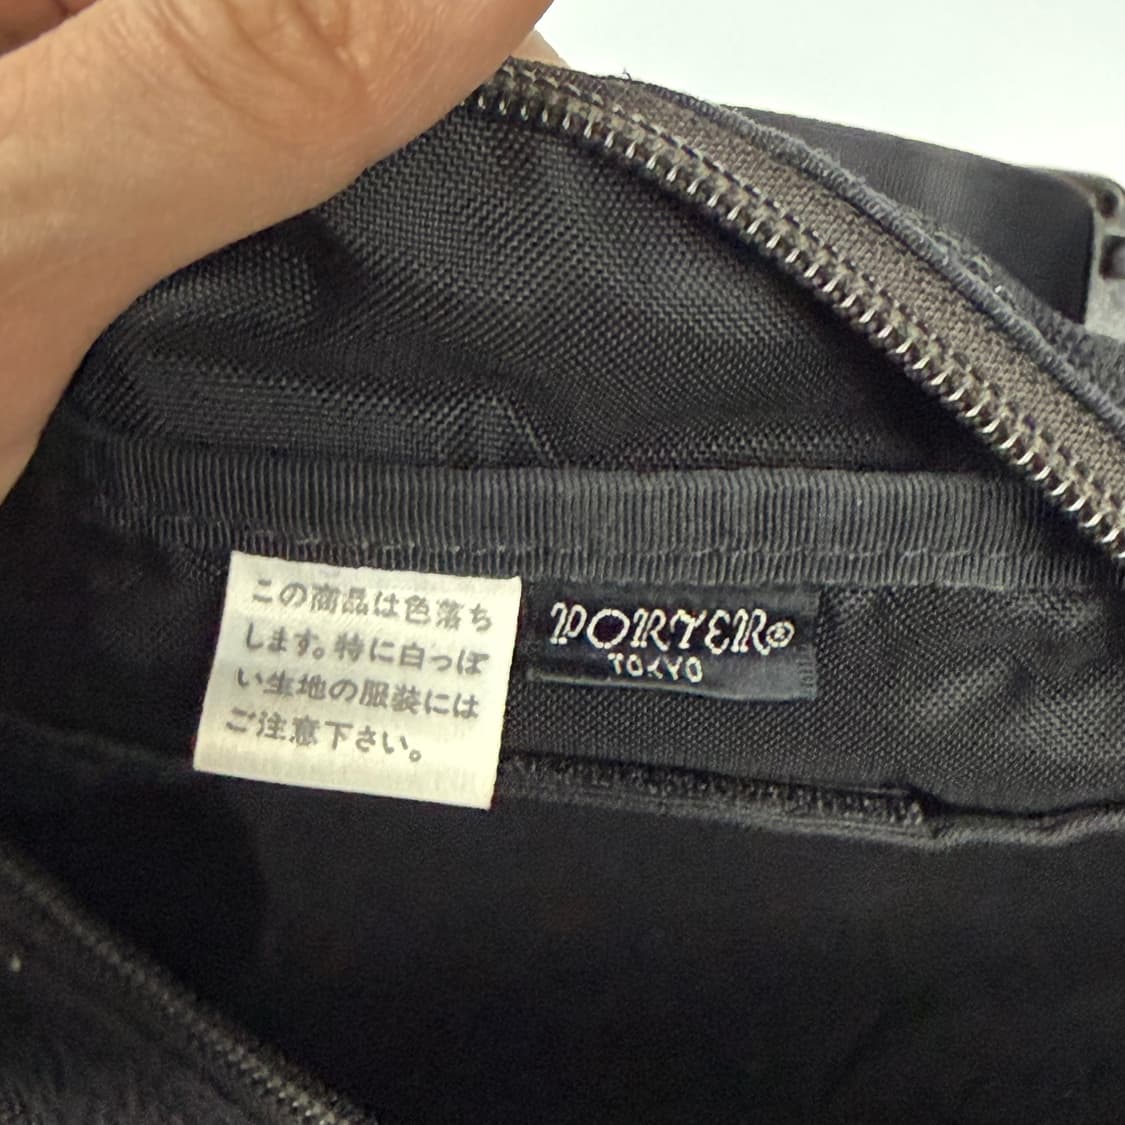 この商品は色落ち
します。特に白っぽ
い生地の服装には
ご注意下さい。
PORTER®
TOKYO